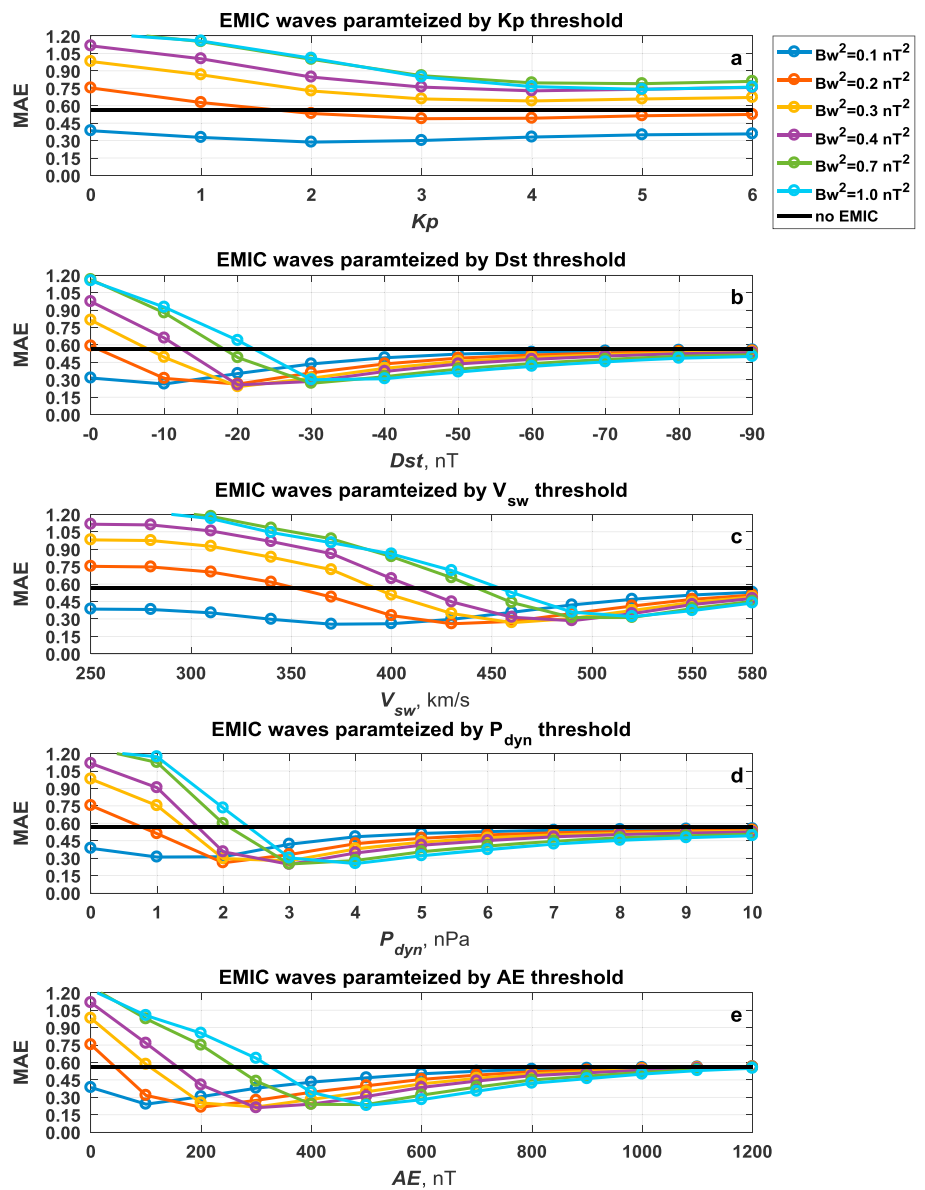 EMIC waves paramteized by Kp threshold
1.20
1.05
0.90
0.75
0.60
0.45
0.30
0.15
0.00
MAE
a
0 1 2 3 4 5 6
Kp
Bw²=0.1 nT²
Bw²=0.2 nT²
Bw²=0.3 nT²
Bw²=0.4 nT²
Bw²=0.7 nT²
Bw²=1.0 nT²
no EMIC
EMIC waves paramteized by Dst threshold
1.20
1.05
0.90
0.75
0.60
0.45
0.30
0.15
0.00
MAE
b
-0 -10 -20 -30 -40 -50 -60 -70 -80 -90
Dst, nT
EMIC waves paramteized by Vsw threshold
1.20
1.05
0.90
0.75
0.60
0.45
0.30
0.15
0.00
MAE
c
250 300 350 400 450 500 550 580
Vsw, km/s
EMIC waves paramteized by Pdyn threshold
1.20
1.05
0.90
0.75
0.60
0.45
0.30
0.15
0.00
MAE
d
0 1 2 3 4 5 6 7 8 9 10
Pdyn, nPa
EMIC waves paramteized by AE threshold
1.20
1.05
0.90
0.75
0.60
0.45
0.30
0.15
0.00
MAE
e
0 200 400 600 800 1000 1200
AE, nT